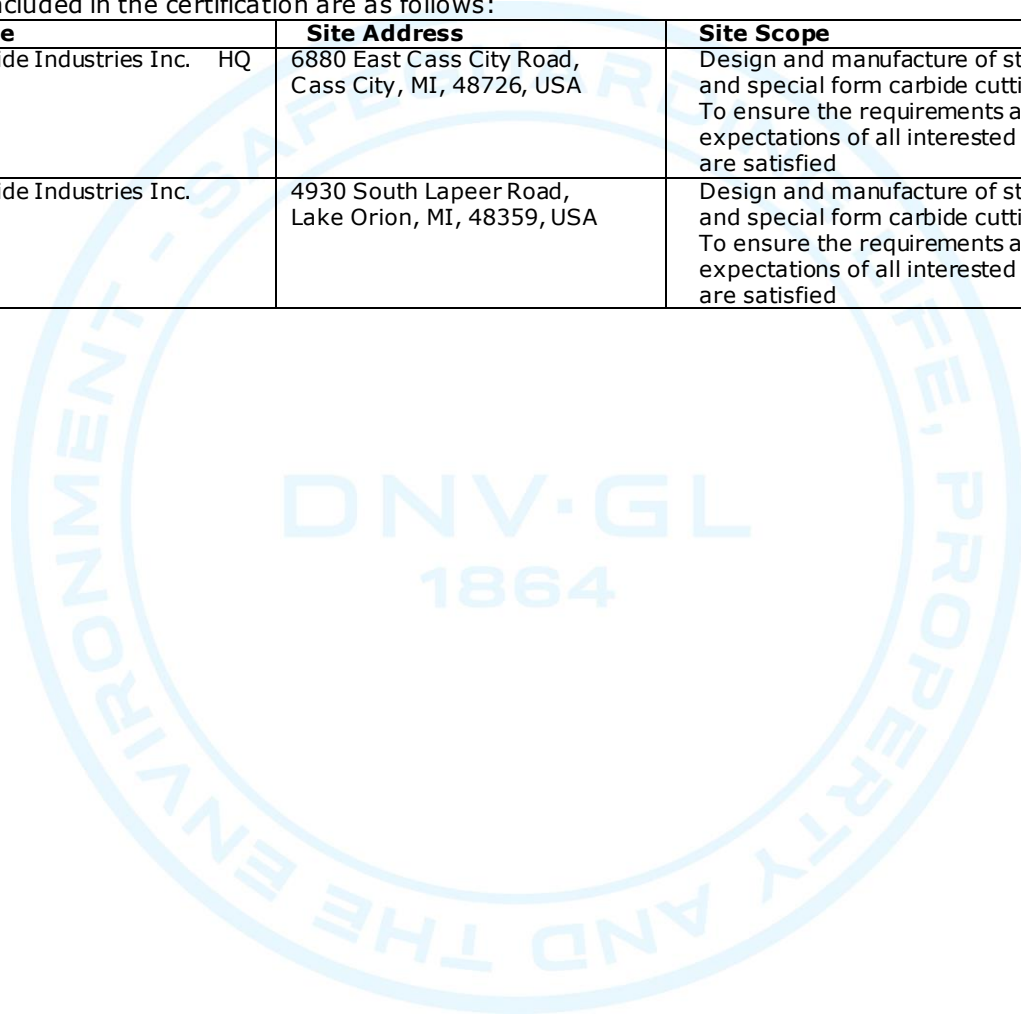 ncluded in the certification are as follows:
e Site Address Site Scope
ide Industries Inc. HQ 6880 East Cass City Road, Design and manufacture of st
Cass City, MI, 48726, USA and special form carbide cutti
To ensure the requirements a
expectations of all interested
are satisfied
ide Industries Inc. 4930 South Lapeer Road, Design and manufacture of st
Lake Orion, MI, 48359, USA and special form carbide cutti
To ensure the requirements a
expectations of all interested
are satisfied
SAFEGUARDING LIFE, PROPERTY AND THE ENVIRONMENT -
DNV·GL
1864